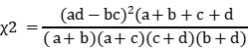 χ2 = (ad – bc)²(a + b + c + d
( a + b)(a + c)(c + d)(b + d)